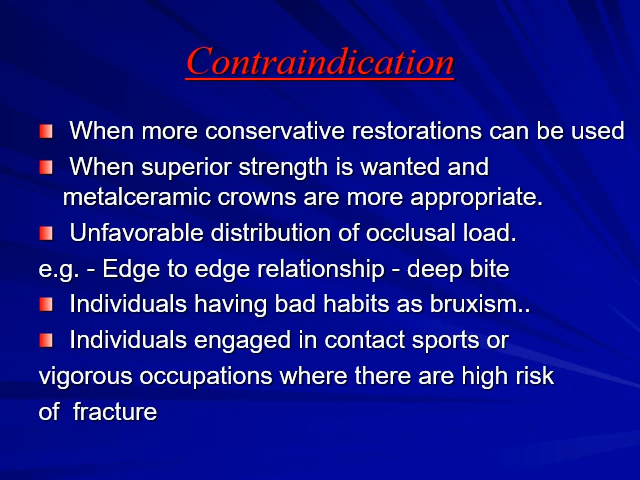 Contraindication
When more conservative restorations can be used
When superior strength is wanted and
metalceramic crowns are more appropriate.
Unfavorable distribution of occlusal load.
e.g. - Edge to edge relationship - deep bite
Individuals having bad habits as bruxism..
Individuals engaged in contact sports or
vigorous occupations where there are high risk
of fracture